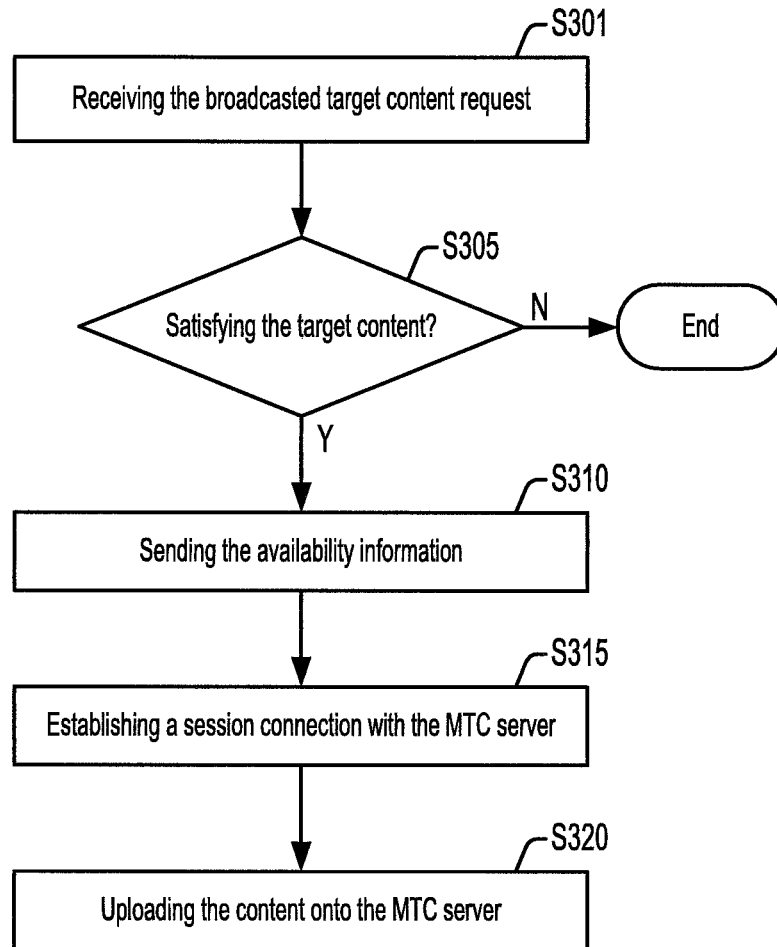 S301
Receiving the broadcasted target content request
S305
Satisfying the target content?
N
End
Y
S310
Sending the availability information
S315
Establishing a session connection with the MTC server
S320
Uploading the content onto the MTC server